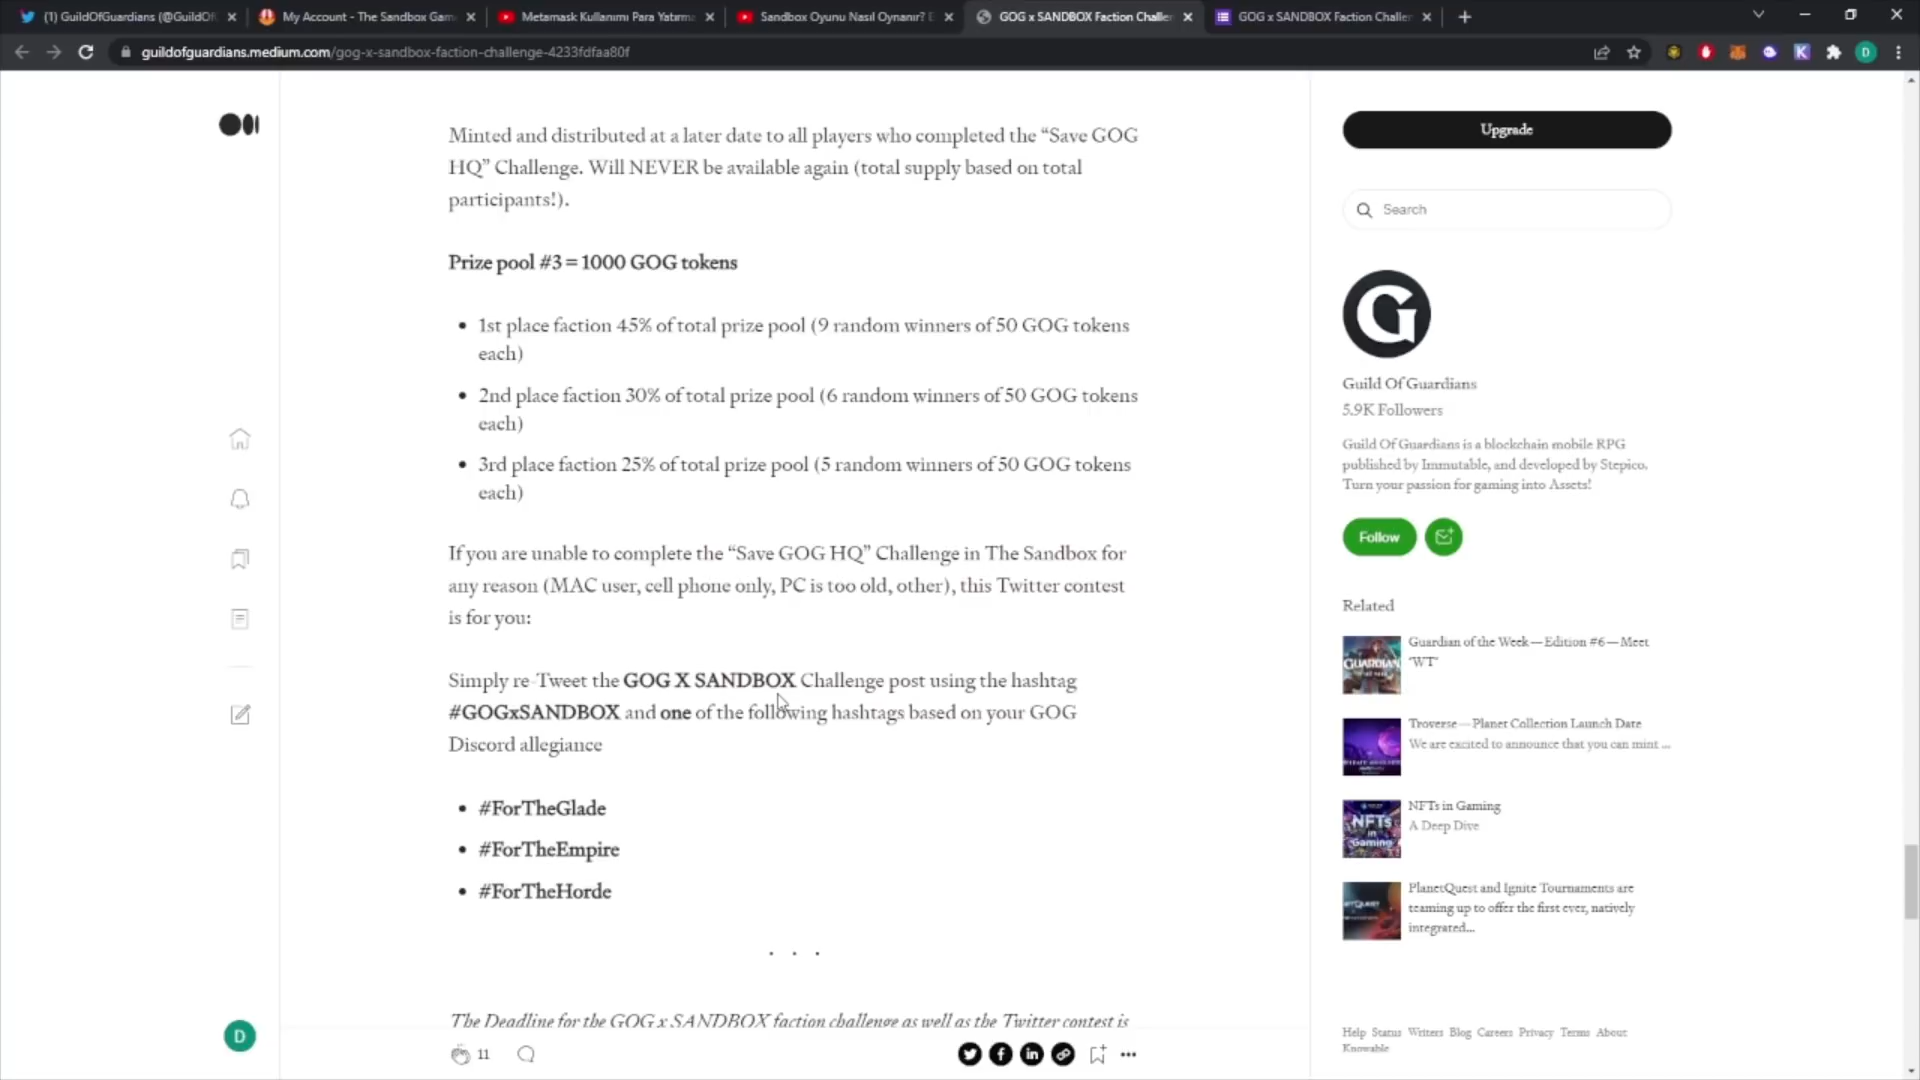 (1) GuildOfGuardians (@GuildOf
My Account - The Sandbox Gam
Metamask Kullanımı Para Yatırma
Sandbox Oyunu Nasıl Oynanır?
GOG x SANDBOX Faction Challe
GOG x SANDBOX Faction Challer
guildofguardians.medium.com/gog-x-sandbox-faction-challenge-4233fdfaa80f
D
Minted and distributed at a later date to all players who completed the “Save GOG
HQ” Challenge. Will NEVER be available again (total supply based on total
participants!).
Prize pool #3 = 1000 GOG tokens
• 1st place faction 45% of total prize pool (9 random winners of 50 GOG tokens
each)
• 2nd place faction 30% of total prize pool (6 random winners of 50 GOG tokens
each)
• 3rd place faction 25% of total prize pool (5 random winners of 50 GOG tokens
each)
If you are unable to complete the “Save GOG HQ” Challenge in The Sandbox for
any reason (MAC user, cell phone only, PC is too old, other), this Twitter contest
is for you:
Simply re-Tweet the GOG X SANDBOX Challenge post using the hashtag
#GOGxSANDBOX and one of the following hashtags based on your GOG
Discord allegiance
• #ForTheGlade
• #ForTheEmpire
• #ForTheHorde
. . .
The Deadline for the GOG x SANDBOX faction challenge as well as the Twitter contest is
11
D
Upgrade
Search
G
Guild Of Guardians
5.9K Followers
Guild Of Guardians is a blockchain mobile RPG
published by Immutable, and developed by Stepico.
Turn your passion for gaming into Assets!
Follow
Related
Guardian of the Week — Edition #6 — Meet
‘WT’
GUARDIAN
Troverse — Planet Collection Launch Date
We are excited to announce that you can mint ...
NFTs in Gaming
A Deep Dive
NFTs
in
Gaming
PlanetQuest and Ignite Tournaments are
teaming up to offer the first ever, natively
integrated...
Help Status Writers Blog Careers Privacy Terms About
Knowable